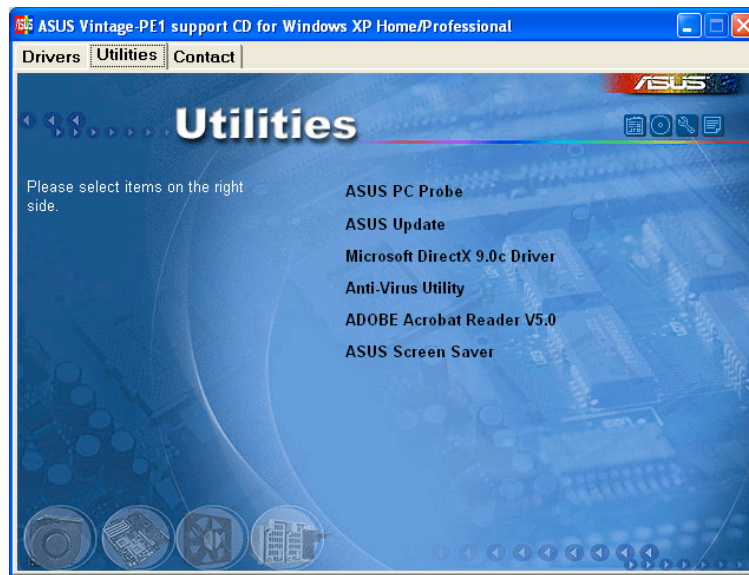 ASUS Vintage-PE1 support CD for Windows XP Home/Professional
Drivers Utilities Contact
/SUS
Utilities
Please select items on the right
side.
ASUS PC Probe
ASUS Update
Microsoft DirectX 9.0c Driver
Anti-Virus Utility
ADOBE Acrobat Reader V5.0
ASUS Screen Saver